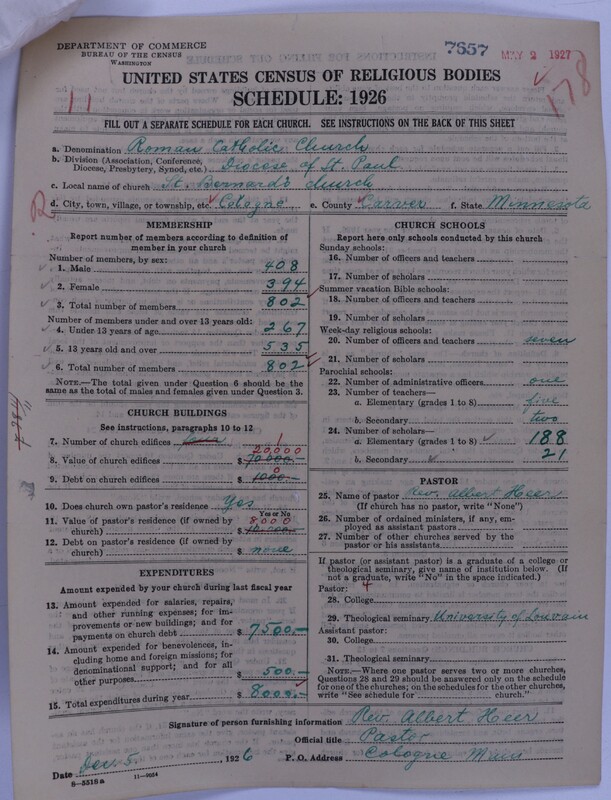 DEPARTMENT OF COMMERCE
BUREAU OF THE CENSUS
WASHINGTON
7657
MAY 2 1927
178
11
UNITED STATES CENSUS OF RELIGIOUS BODIES
SCHEDULE: 1926
FILL OUT A SEPARATE SCHEDULE FOR EACH CHURCH. SEE INSTRUCTIONS ON THE BACK OF THIS SHEET
a. Denomination Roman Catholic Church
b. Division (Association, Conference, Diocese, Presbytery, Synod, etc.) Diocese of St. Paul
c. Local name of church St. Bernard's church
d. City, town, village, or township, etc. Cologne e. County Carver f. State Minnesota
MEMBERSHIP
Report number of members according to definition of
member in your church
Number of members, by sex:
1. Male 408
2. Female 394
3. Total number of members 802
Number of members under and over 13 years old:
4. Under 13 years of age 267
5. 13 years old and over 535
6. Total number of members 802
NOTE.—The total given under Question 6 should be
the same as the total of males and females given under Question 3.
CHURCH BUILDINGS
See instructions, paragraphs 10 to 12
7. Number of church edifices 1
20,000
8. Value of church edifices $ 70000.—
0
9. Debt on church edifices $ 1000.—
10. Does church own pastor's residence Yes
Yes or No
11. Value of pastor's residence (if owned by 8000
church) $
12. Debt on pastor's residence (if owned by
church) $ none
EXPENDITURES
Amount expended by your church during last fiscal year
13. Amount expended for salaries, repairs,
and other running expenses; for im-
provements or new buildings; and for
payments on church debt $ 7500.—
14. Amount expended for benevolences, in-
cluding home and foreign missions; for
denominational support; and for all
other purposes $ 500.—
15. Total expenditures during year $ 8000.—
CHURCH SCHOOLS
Report here only schools conducted by this church
Sunday schools:
16. Number of officers and teachers
17. Number of scholars
Summer vacation Bible schools:
18. Number of officers and teachers
19. Number of scholars
Week-day religious schools:
20. Number of officers and teachers seven
21. Number of scholars
Parochial schools:
22. Number of administrative officers one
23. Number of teachers—
a. Elementary (grades 1 to 8) five
b. Secondary two
24. Number of scholars—
a. Elementary (grades 1 to 8) 188
b. Secondary 21
PASTOR
25. Name of pastor Rev. Albert Heer
(If church has no pastor, write "None")
26. Number of ordained ministers, if any, em-
ployed as assistant pastors
27. Number of other churches served by the
pastor or his assistants
If pastor (or assistant pastor) is a graduate of a college or
theological seminary, give name of institution below. (If
not a graduate, write "No" in the space indicated.)
Pastor: 4
28. College
29. Theological seminary University of Louvain
Assistant pastor:
30. College
31. Theological seminary
NOTE.—Where one pastor serves two or more churches,
Questions 28 and 29 should be answered only on the schedule
for one of the churches; on the schedules for the other churches,
write "See schedule for church."
Signature of person furnishing information Rev. Albert Heer
Official title Pastor
Date Dec. 5. 1926 P. O. Address Cologne Minn
8—5518a 11—9054